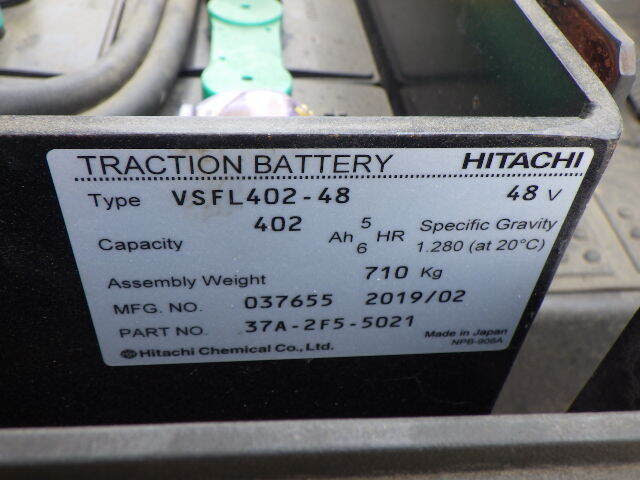 TRACTION BATTERY HITACHI
Type VSFL402-48 48 V
Capacity 402 Ah 5 6 HR Specific Gravity
1.280 (at 20°C)
Assembly Weight 710 Kg
MFG. NO. 037655 2019/02
PART NO. 37A-2F5-5021 Made in Japan
Hitachi Chemical Co., Ltd.